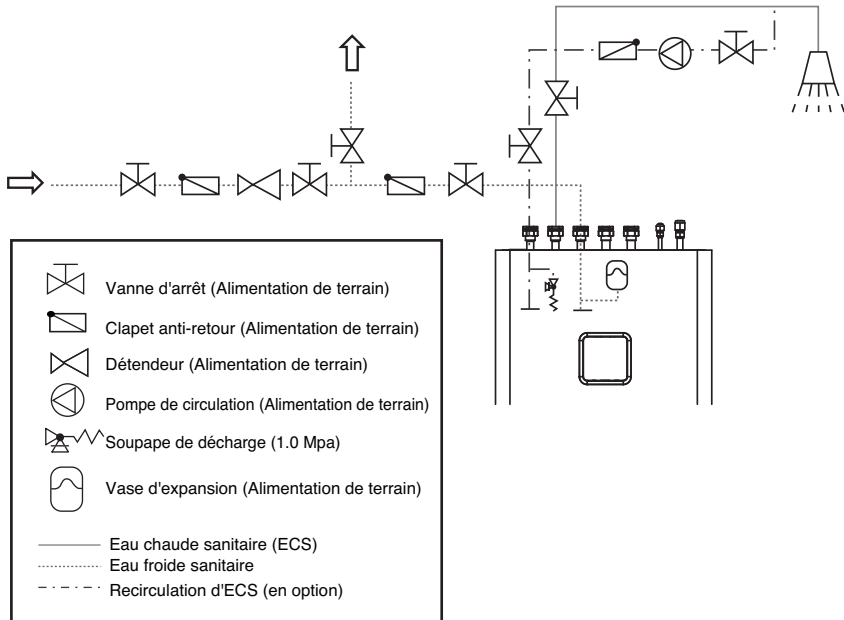 Vanne d'arrêt (Alimentation de terrain)
Clapet anti-retour (Alimentation de terrain)
Détendeur (Alimentation de terrain)
Pompe de circulation (Alimentation de terrain)
Soupape de décharge (1.0 Mpa)
Vase d'expansion (Alimentation de terrain)
Eau chaude sanitaire (ECS)
Eau froide sanitaire
Recirculation d'ECS (en option)